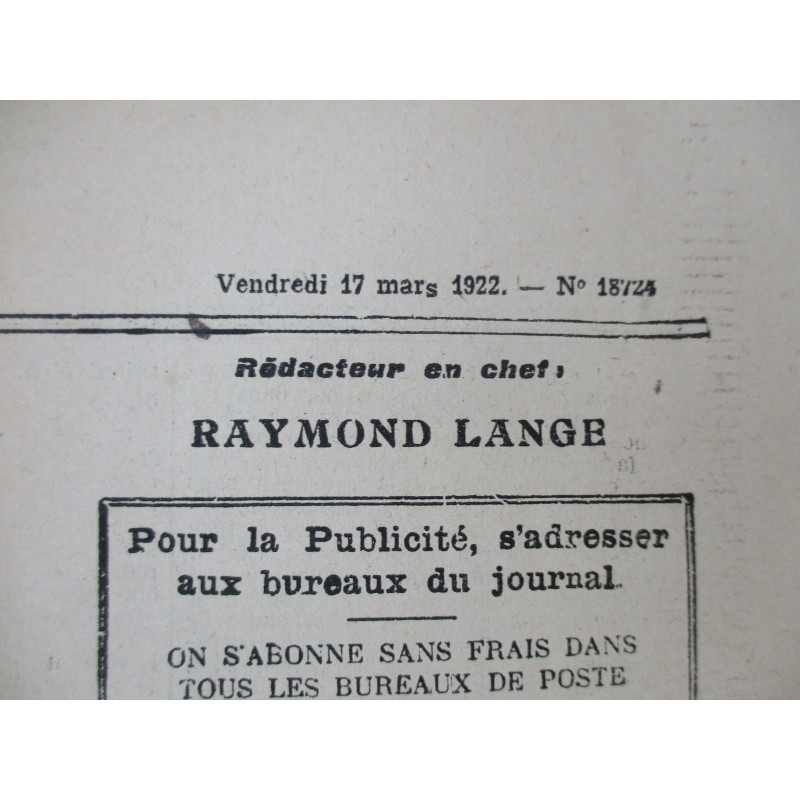 Vendredi 17 mars 1922. — Nº 18724
Rédacteur en chef :
RAYMOND LANGE
Pour la Publicité, s'adresser
aux bureaux du journal.
ON S'ABONNE SANS FRAIS DANS
TOUS LES BUREAUX DE POSTE